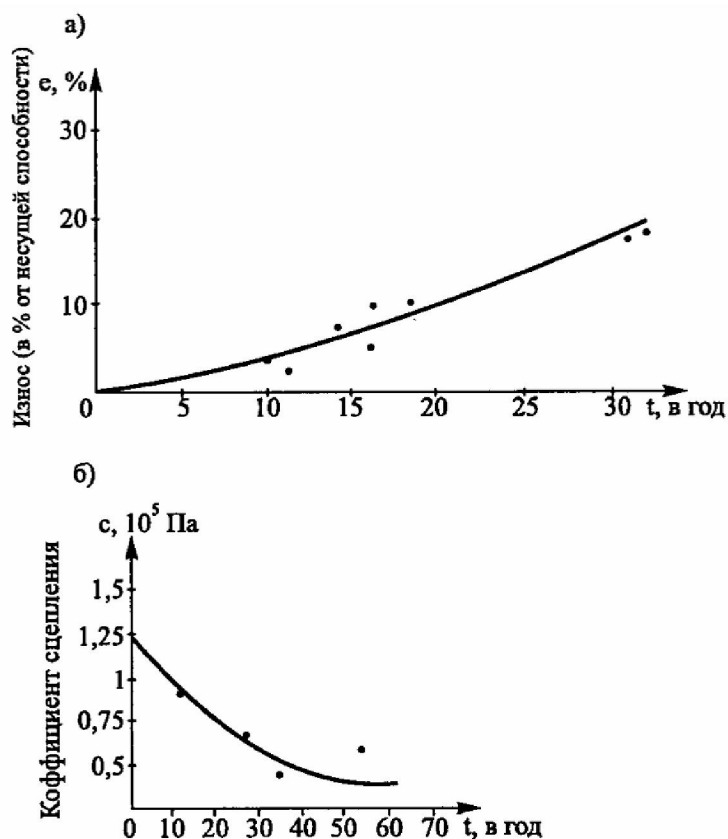 а)
е, %
Износ (в % от несущей способности)
30
20
10
0 5 10 15 20 25 30 t, в год
б)
с, 10⁵ Па
Коффициент сцепления
1,5
1,25
1
0,75
0,5
0 10 20 30 40 50 60 70 t, в год